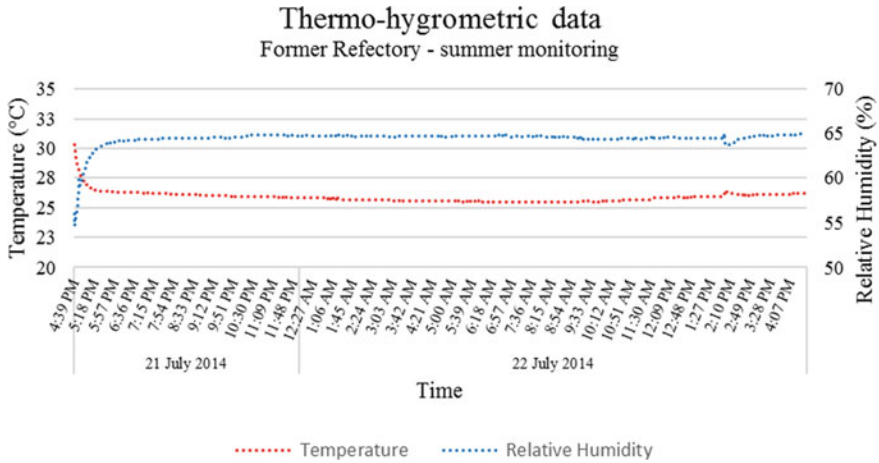 Thermo-hygrometric data
Former Refectory - summer monitoring
Temperature (°C)
35
33
30
28
25
23
20
70
65
60
55
50
Relative Humidity (%)
4:39 PM
5:18 PM
5:57 PM
6:36 PM
7:15 PM
7:54 PM
8:33 PM
9:12 PM
9:51 PM
10:30 PM
11:09 PM
11:48 PM
12:27 AM
1:06 AM
1:45 AM
2:24 AM
3:03 AM
3:42 AM
4:21 AM
5:00 AM
5:39 AM
6:18 AM
6:57 AM
7:36 AM
8:15 AM
8:54 AM
9:33 AM
10:12 AM
10:51 AM
11:30 AM
12:09 PM
12:48 PM
1:27 PM
2:10 PM
2:49 PM
3:28 PM
4:07 PM
21 July 2014
22 July 2014
Time
Temperature
Relative Humidity